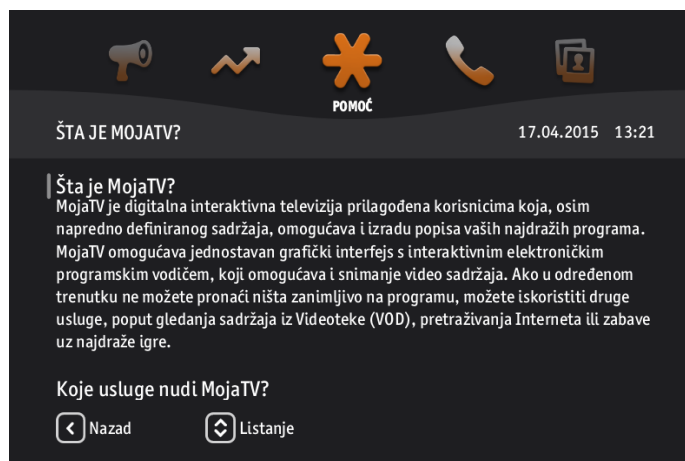 POMOĆ
ŠTA JE MOJATV?
17.04.2015 13:21
Šta je MojaTV?
MojaTV je digitalna interaktivna televizija prilagođena korisnicima koja, osim
napredno definiranog sadržaja, omogućava i izradu popisa vaših najdražih programa.
MojaTV omogućava jednostavan grafički interfejs s interaktivnim elektroničkim
programskim vodičem, koji omogućava i snimanje video sadržaja. Ako u određenom
trenutku ne možete pronaći ništa zanimljivo na programu, možete iskoristiti druge
usluge, poput gledanja sadržaja iz Videoteke (VOD), pretraživanja Interneta ili zabave
uz najdraže igre.
Koje usluge nudi MojaTV?
Nazad
Listanje